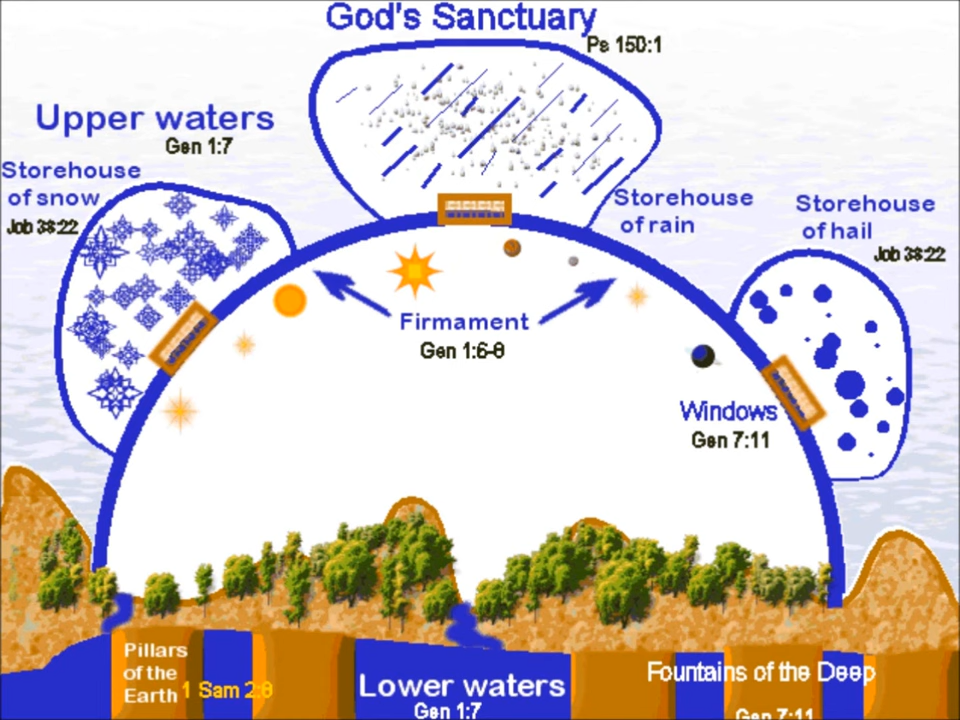 God's Sanctuary
Ps 150:1
Upper waters
Gen 1:7
Storehouse
of snow
Job 38:22
Storehouse
of rain
Storehouse
of hail
Job 38:22
Firmament
Gen 1:6-8
Windows
Gen 7:11
Pillars
of the
Earth 1 Sam 2:8
Lower waters
Gen 1:7
Fountains of the Deep
Gen 7:11